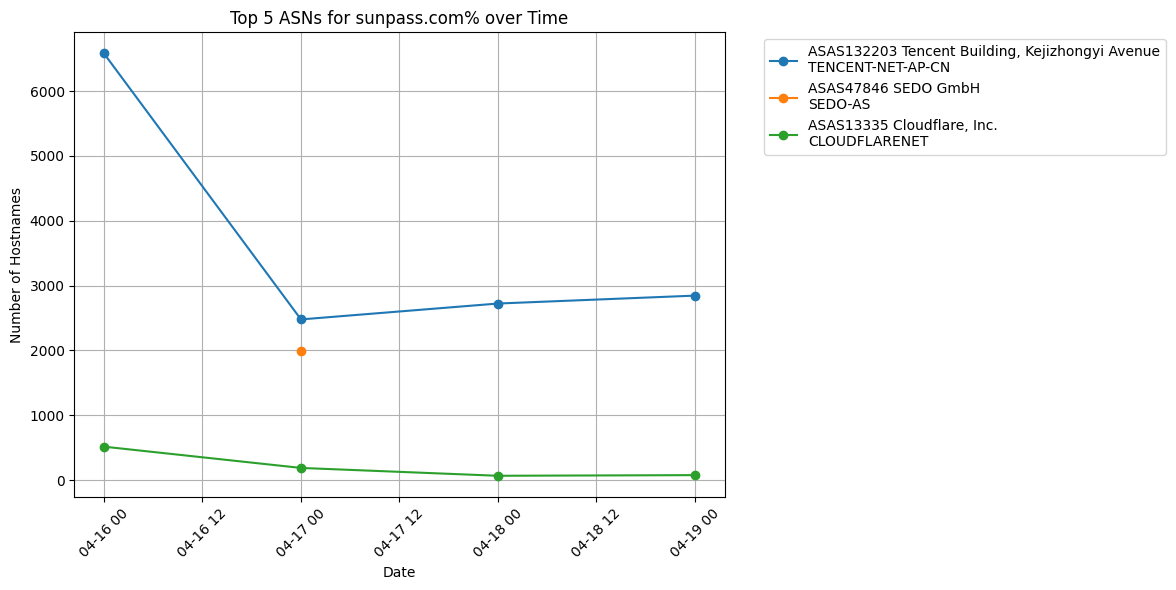 Top 5 ASNs for sunpass.com% over Time
ASAS132203 Tencent Building, Kejizhongyi Avenue
TENCENT-NET-AP-CN
ASAS47846 SEDO GmbH
SEDO-AS
ASAS13335 Cloudflare, Inc.
CLOUDFLARENET
Number of Hostnames
6000
5000
4000
3000
2000
1000
0
04-16 00
04-16 12
04-17 00
04-17 12
04-18 00
04-18 12
04-19 00
Date